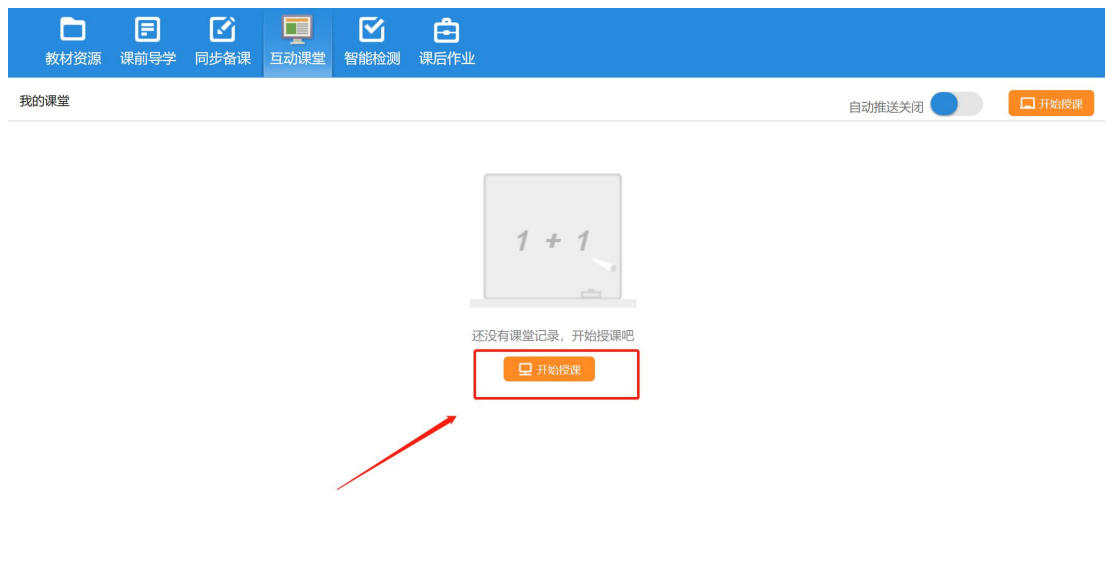 教材资源 课前导学 同步备课 互动课堂 智能检测 课后作业
我的课堂 自动推送关闭 开始授课
1 + 1
还没有课堂记录，开始授课吧
开始授课